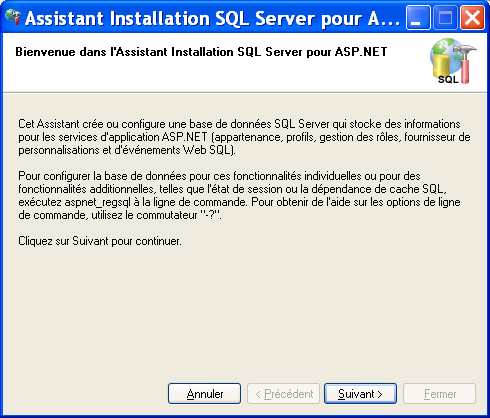 Assistant Installation SQL Server pour A...
Bienvenue dans l'Assistant Installation SQL Server pour ASP.NET
SQL
Cet Assistant crée ou configure une base de données SQL Server qui stocke des informations
pour les services d'application ASP.NET (appartenance, profils, gestion des rôles, fournisseur de
personnalisations et d'événements Web SQL).
Pour configurer la base de données pour ces fonctionnalités individuelles ou pour des
fonctionnalités additionnelles, telles que l'état de session ou la dépendance de cache SQL,
exécutez aspnet_regsql à la ligne de commande. Pour obtenir de l'aide sur les options de ligne
de commande, utilisez le commutateur "-?".
Cliquez sur Suivant pour continuer.
Annuler
< Précédent
Suivant >
Fermer